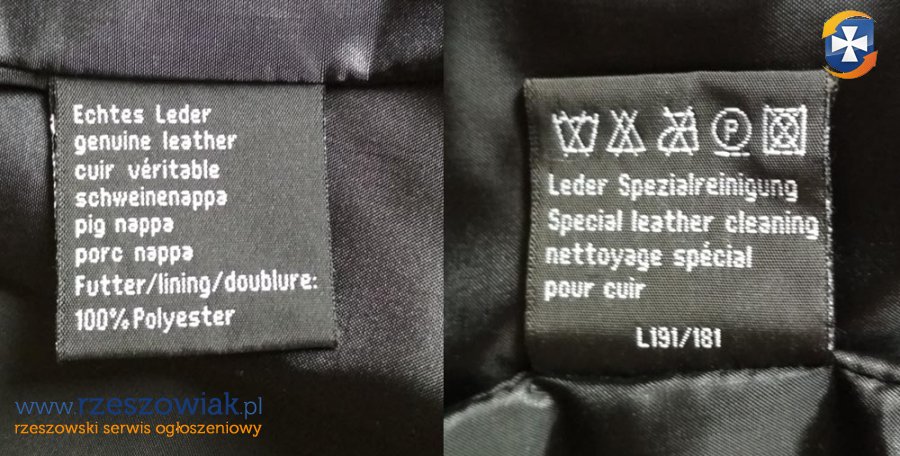 Echtes Leder
genuine leather
cuir véritable
schweinenappa
pig nappa
porc nappa
Futter/lining/doublure:
100% Polyester
P
Leder Spezialreinigung
Special leather cleaning
nettoyage spécial
pour cuir
L191/181
www.rzeszowiak.pl
rzeszowski serwis ogłoszeniowy